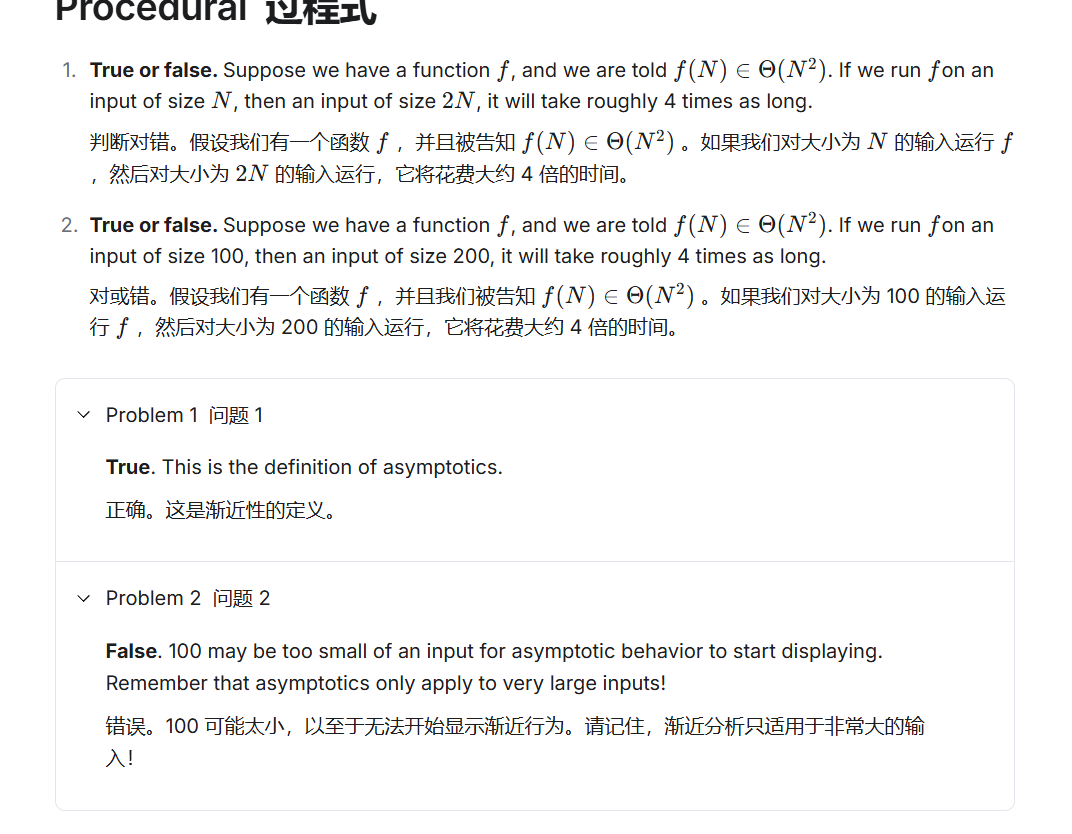 Procedural 过程式
1. True or false. Suppose we have a function f, and we are told f(N) ∈ Θ(N²). If we run f on an
input of size N, then an input of size 2N, it will take roughly 4 times as long.
判断对错。假设我们有一个函数 f ，并且被告知 f(N) ∈ Θ(N²) 。如果我们对大小为 N 的输入运行 f
，然后对大小为 2N 的输入运行，它将花费大约 4 倍的时间。
2. True or false. Suppose we have a function f, and we are told f(N) ∈ Θ(N²). If we run f on an
input of size 100, then an input of size 200, it will take roughly 4 times as long.
对或错。假设我们有一个函数 f ，并且我们被告知 f(N) ∈ Θ(N²) 。如果我们对大小为 100 的输入运
行 f ，然后对大小为 200 的输入运行，它将花费大约 4 倍的时间。
Problem 1 问题 1
True. This is the definition of asymptotics.
正确。这是渐近性的定义。
Problem 2 问题 2
False. 100 may be too small of an input for asymptotic behavior to start displaying.
Remember that asymptotics only apply to very large inputs!
错误。100 可能太小，以至于无法开始显示渐近行为。请记住，渐近分析只适用于非常大的输
入！